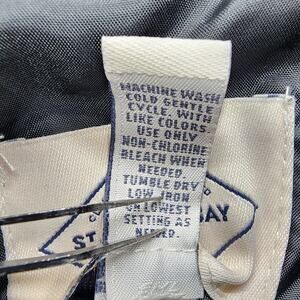 MACHINE WASH
COLD GENTLE
CYCLE. WITH
LIKE COLORS.
USE ONLY
NON-CHLORINE
BLEACH WHEN
NEEDED.
TUMBLE DRY
LOW. IRON
ON LOWEST
SETTING AS
NEEDED.
ST
BAY